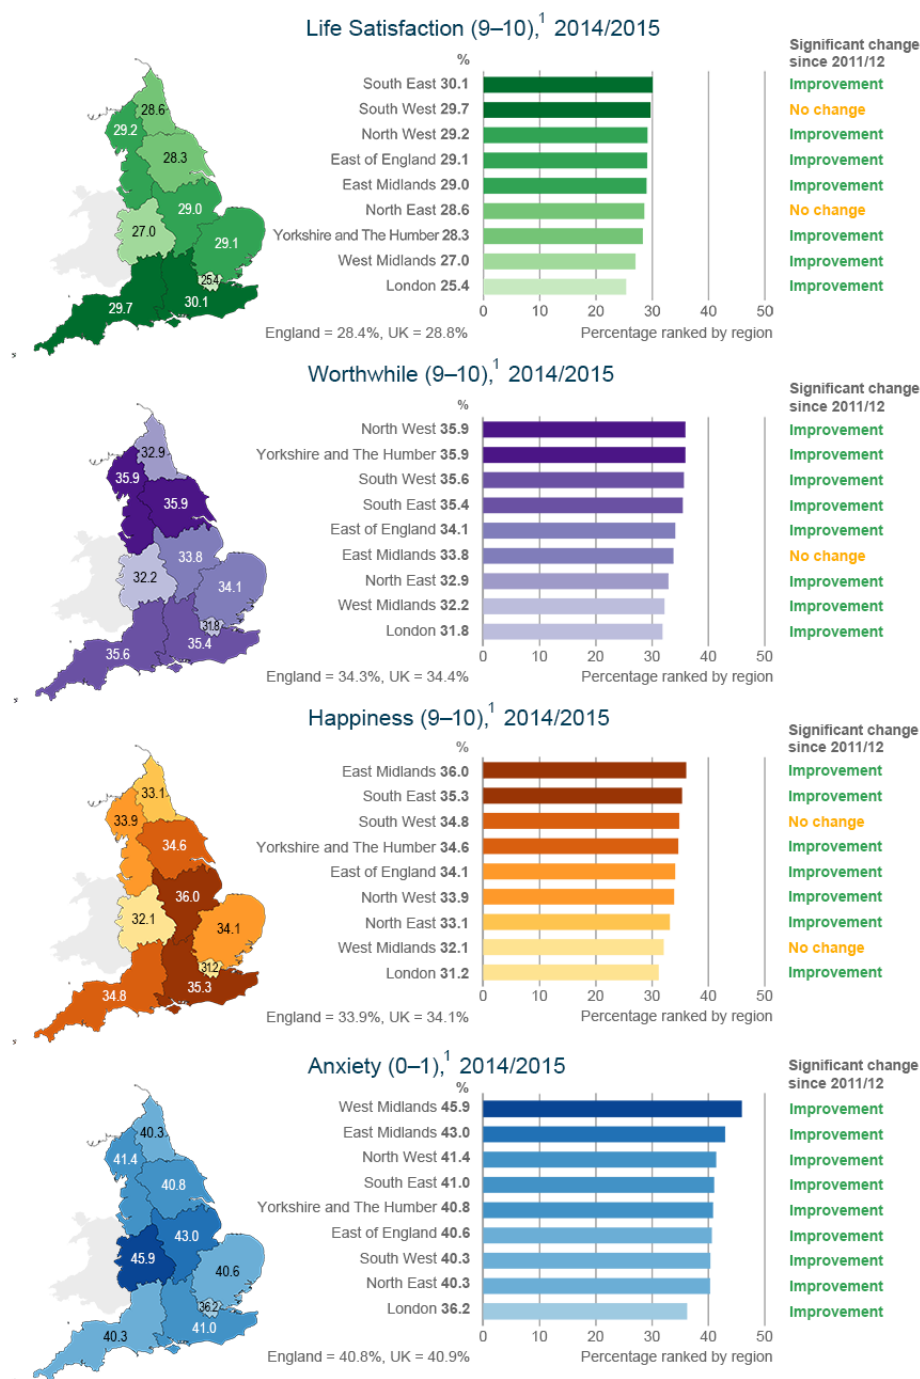 Life Satisfaction (9–10),1 2014/2015
Significant change
since 2011/12
%
South East 30.1 Improvement
South West 29.7 No change
North West 29.2 Improvement
East of England 29.1 Improvement
East Midlands 29.0 Improvement
North East 28.6 No change
Yorkshire and The Humber 28.3 Improvement
West Midlands 27.0 Improvement
London 25.4 Improvement
0 10 20 30 40 50
England = 28.4%, UK = 28.8% Percentage ranked by region
28.6
29.2
28.3
29.0
27.0
29.1
25.4
29.7
30.1
Worthwhile (9–10),1 2014/2015
Significant change
since 2011/12
%
North West 35.9 Improvement
Yorkshire and The Humber 35.9 Improvement
South West 35.6 Improvement
South East 35.4 Improvement
East of England 34.1 Improvement
East Midlands 33.8 No change
North East 32.9 Improvement
West Midlands 32.2 Improvement
London 31.8 Improvement
0 10 20 30 40 50
England = 34.3%, UK = 34.4% Percentage ranked by region
32.9
35.9
35.9
33.8
32.2
34.1
31.8
35.6
35.4
Happiness (9–10),1 2014/2015
Significant change
since 2011/12
%
East Midlands 36.0 Improvement
South East 35.3 Improvement
South West 34.8 No change
Yorkshire and The Humber 34.6 Improvement
East of England 34.1 Improvement
North West 33.9 Improvement
North East 33.1 Improvement
West Midlands 32.1 No change
London 31.2 Improvement
0 10 20 30 40 50
England = 33.9%, UK = 34.1% Percentage ranked by region
33.1
33.9
34.6
36.0
32.1
34.1
31.2
34.8
35.3
Anxiety (0–1),1 2014/2015
Significant change
since 2011/12
%
West Midlands 45.9 Improvement
East Midlands 43.0 Improvement
North West 41.4 Improvement
South East 41.0 Improvement
Yorkshire and The Humber 40.8 Improvement
East of England 40.6 Improvement
South West 40.3 Improvement
North East 40.3 Improvement
London 36.2 Improvement
0 10 20 30 40 50
England = 40.8%, UK = 40.9% Percentage ranked by region
40.3
41.4
40.8
43.0
45.9
40.6
36.2
40.3
41.0